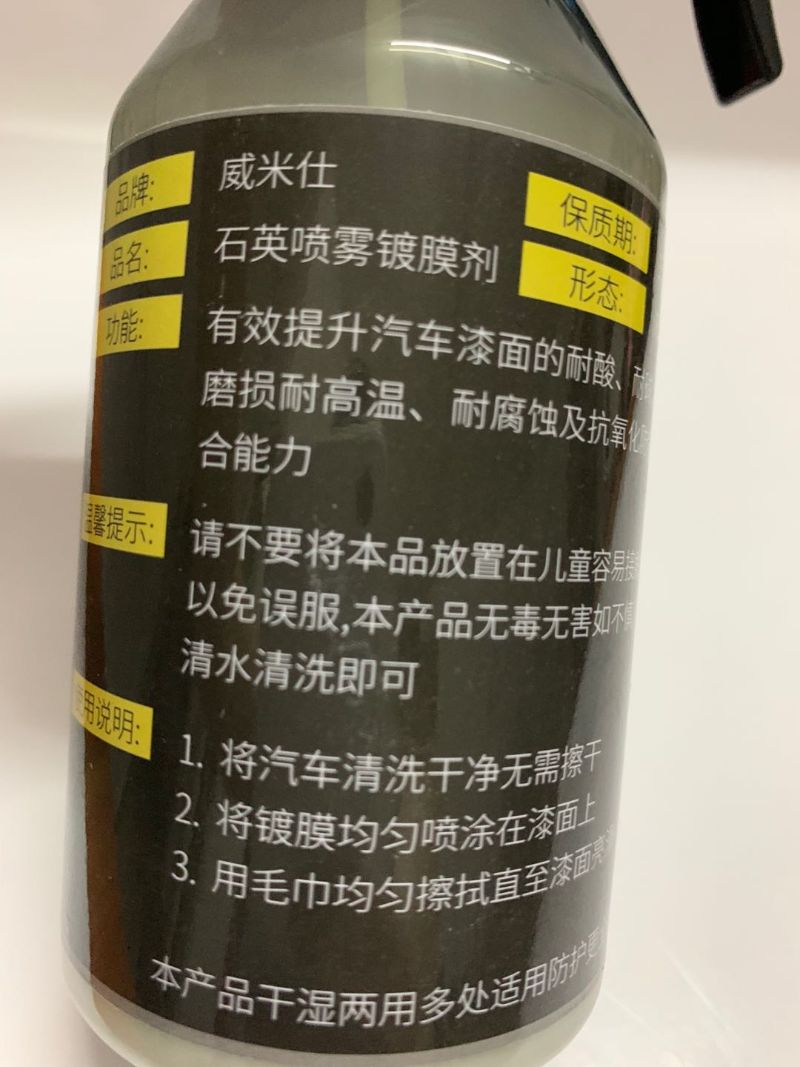 品牌: 威米仕 保质期:
品名: 石英喷雾镀膜剂 形态:
功能: 有效提升汽车漆面的耐酸、耐
磨损耐高温、耐腐蚀及抗氧化
合能力
温馨提示: 请不要将本品放置在儿童容易接
以免误服,本产品无毒无害如不慎
清水清洗即可
使用说明:
1. 将汽车清洗干净无需擦干
2. 将镀膜均匀喷涂在漆面上
3. 用毛巾均匀擦拭直至漆面亮
本产品干湿两用多处适用防护更